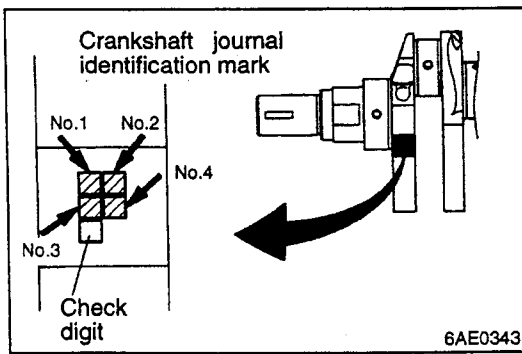 Crankshaft journal
identification mark
No.1
No.2
No.4
No.3
Check
digit
6AE0343